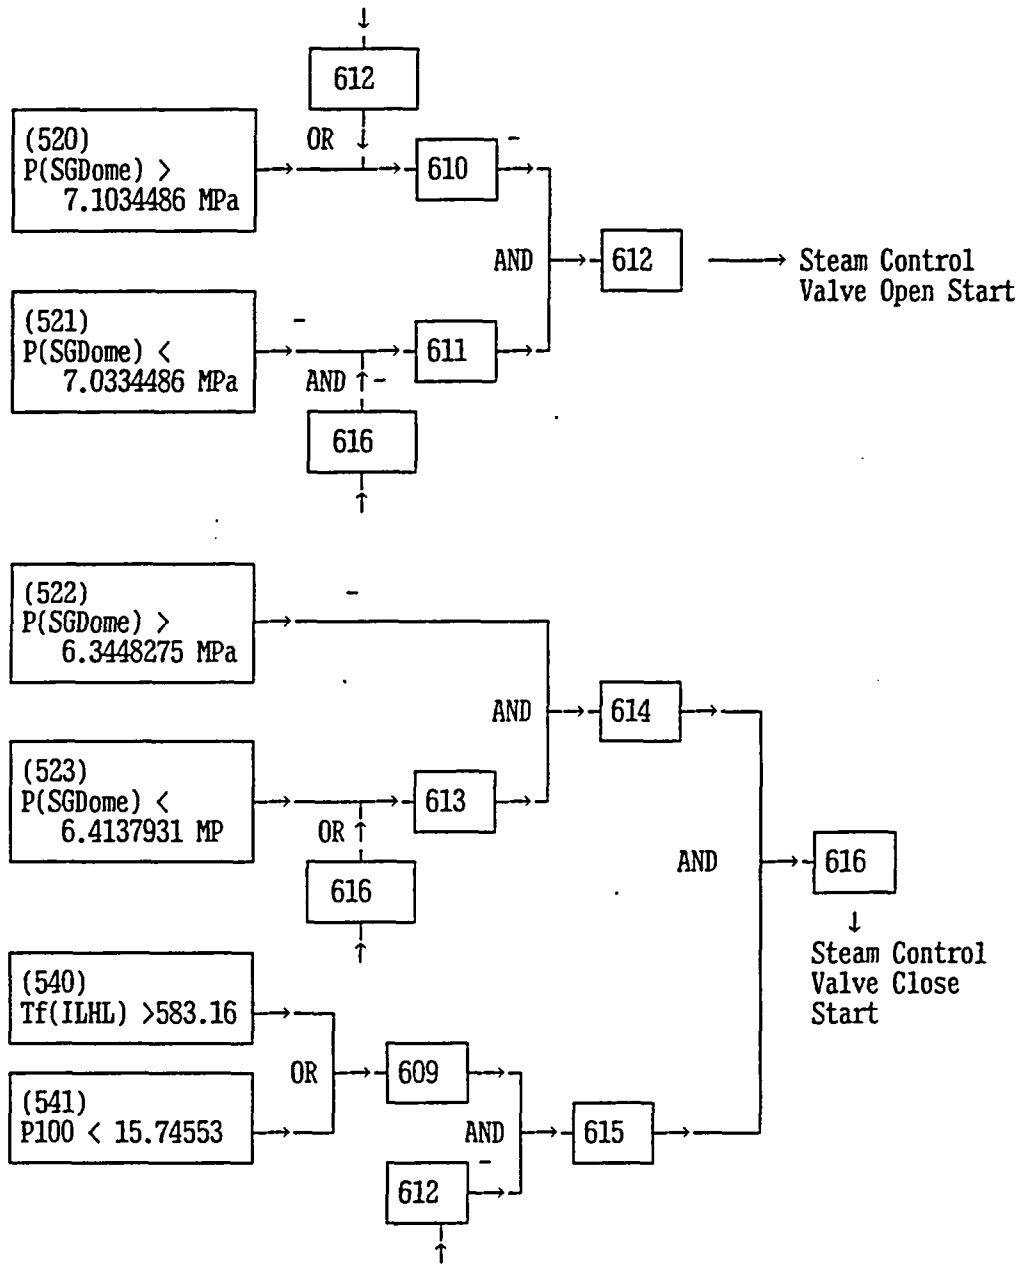 612
(520)
P(SGDome) >
7.1034486 MPa
OR
610
-
AND
612
Steam Control
Valve Open Start
(521)
P(SGDome) <
7.0334486 MPa
-
611
AND
-
616
(522)
P(SGDome) >
6.3448275 MPa
-
AND
614
(523)
P(SGDome) <
6.4137931 MP
613
OR
616
AND
616
Steam Control
Valve Close
Start
(540)
Tf(ILHL) >583.16
OR
609
(541)
P100 < 15.74553
AND
615
-
612